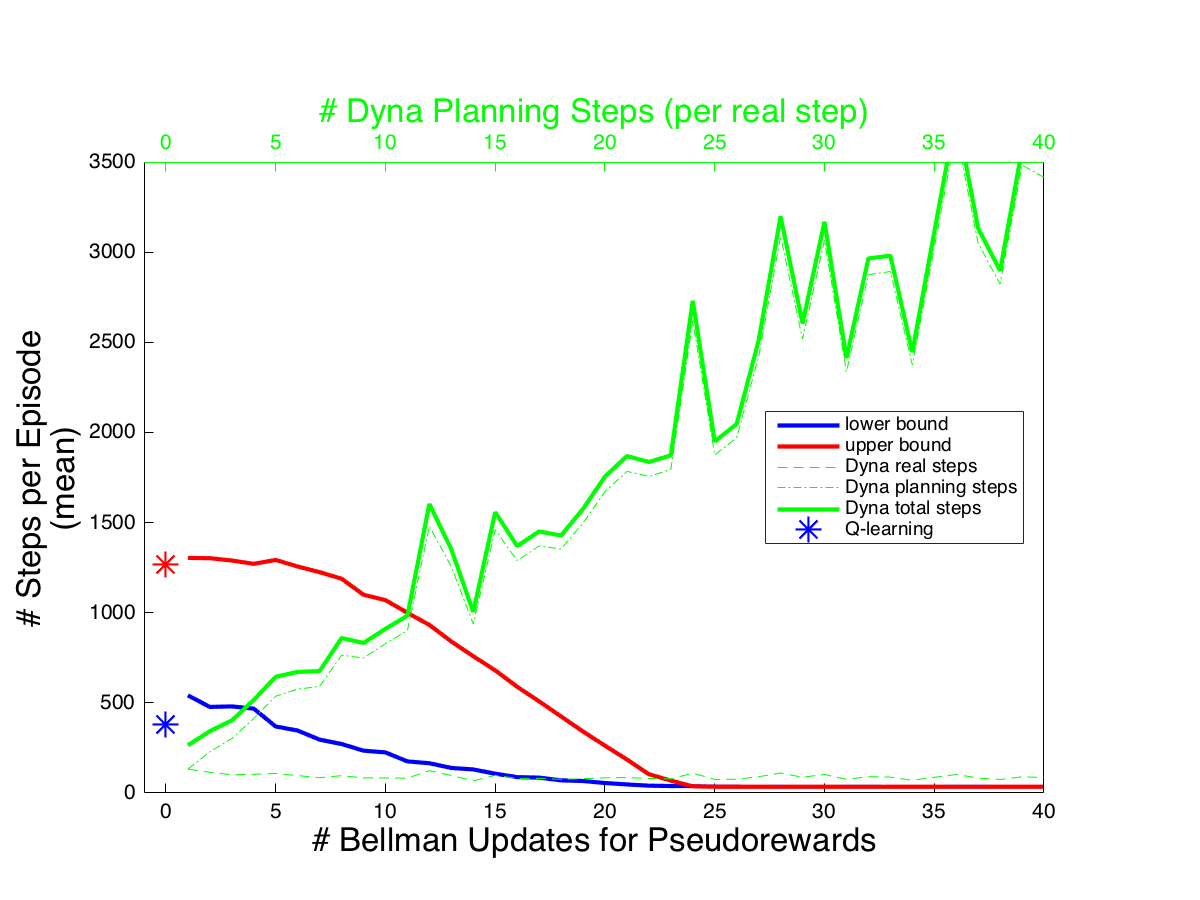 # Dyna Planning Steps (per real step)
0 5 10 15 20 25 30 35 40
3500
3000
2500
2000
1500
1000
500
0
# Steps per Episode
(mean)
lower bound
upper bound
Dyna real steps
Dyna planning steps
Dyna total steps
Q-learning
0 5 10 15 20 25 30 35 40
# Bellman Updates for Pseudorewards